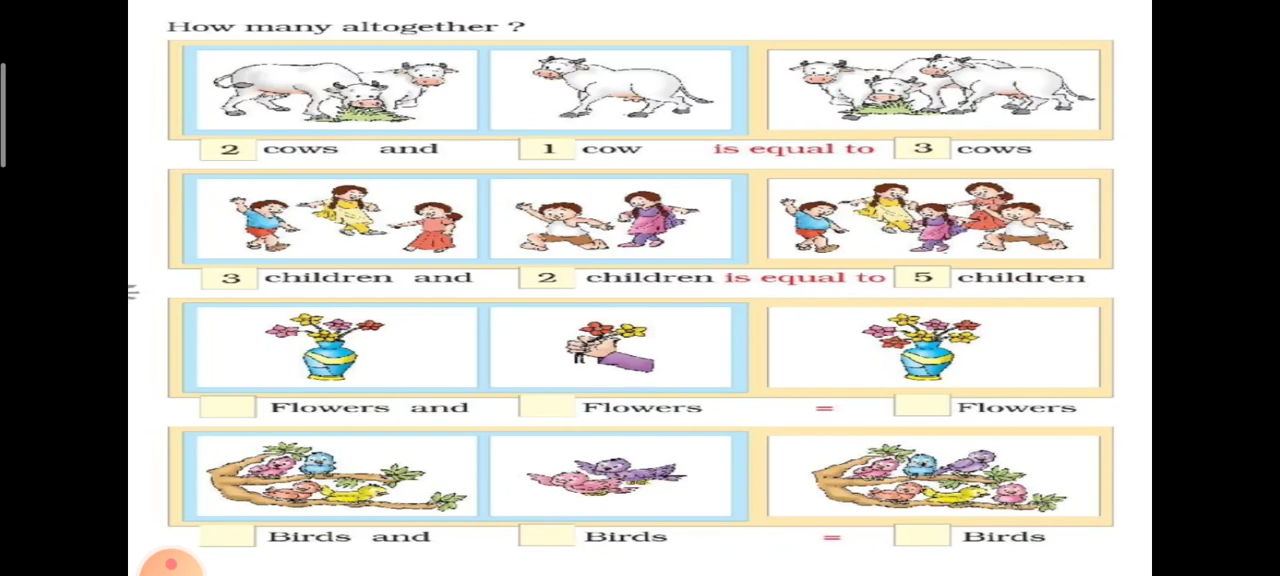 How many altogether ?
2 cows and 1 cow is equal to 3 cows
3 children and 2 children is equal to 5 children
Flowers and Flowers = Flowers
Birds and Birds = Birds